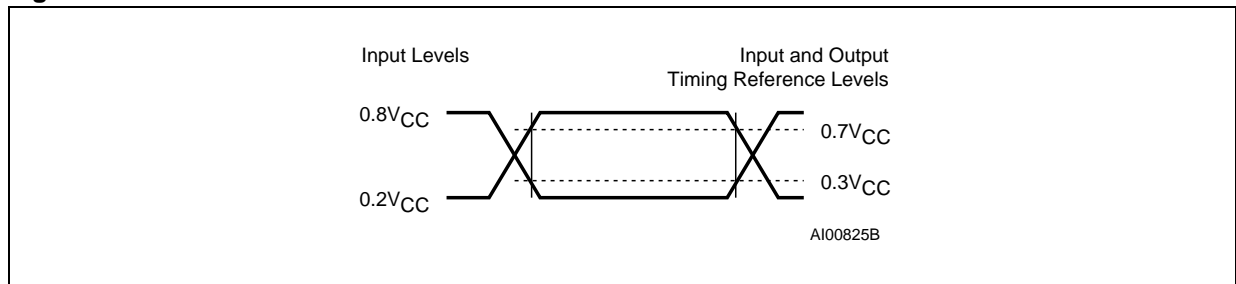 Input Levels
Input and Output
Timing Reference Levels
0.8VCC
0.7VCC
0.3VCC
0.2VCC
AI00825B